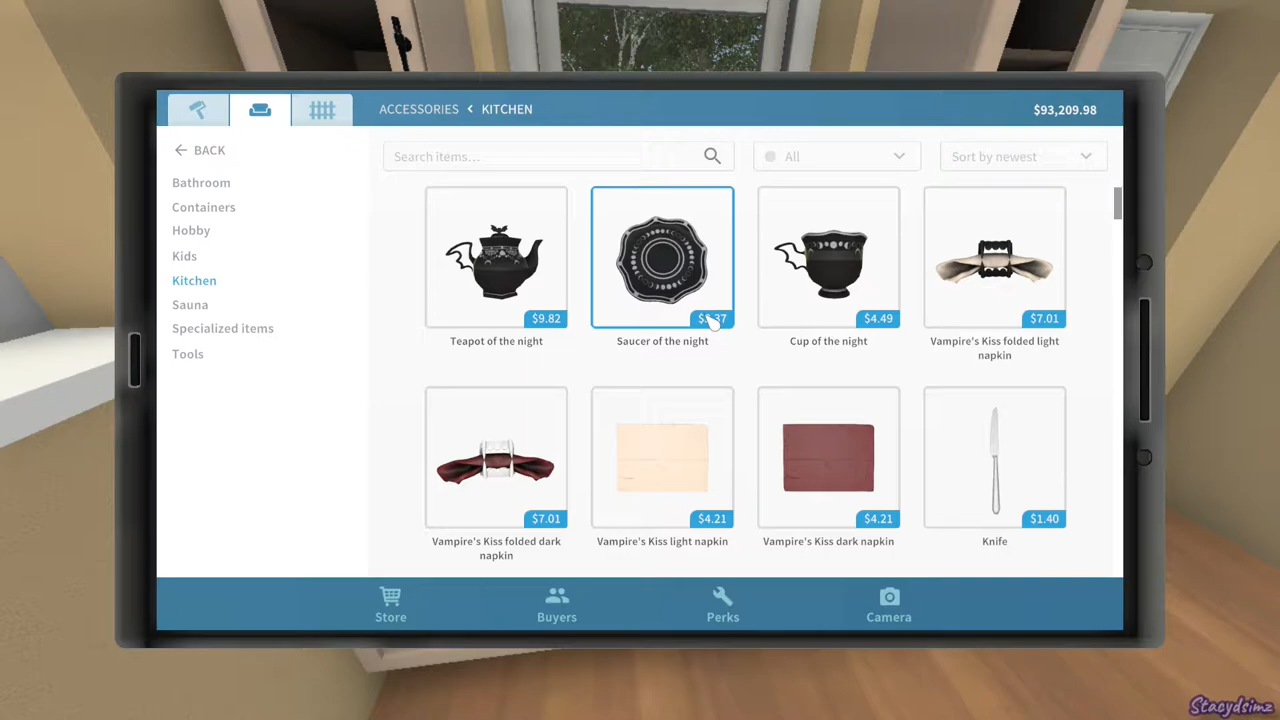 ACCESSORIES < KITCHEN
$93,209.98
BACK
Search items...
All
Sort by newest
Bathroom
Containers
Hobby
Kids
Kitchen
Sauna
Specialized items
Tools
$9.82
$4.49
$7.01
Teapot of the night
Saucer of the night
Cup of the night
Vampire's Kiss folded light
napkin
$7.01
$4.21
$4.21
$1.40
Vampire's Kiss folded dark
napkin
Vampire's Kiss light napkin
Vampire's Kiss dark napkin
Knife
Store
Buyers
Perks
Camera
Stacydsimz